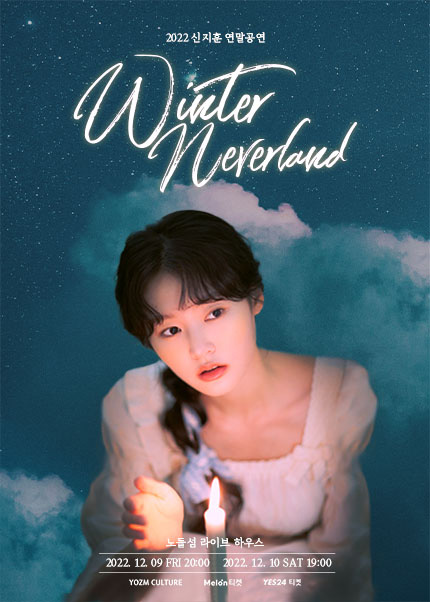 2022 신지훈 연말공연
Winter
Neverland
노들섬 라이브 하우스
2022. 12. 09 FRI 20:00 2022. 12. 10 SAT 19:00
YOZM CULTURE Melon티켓 YES24 티켓